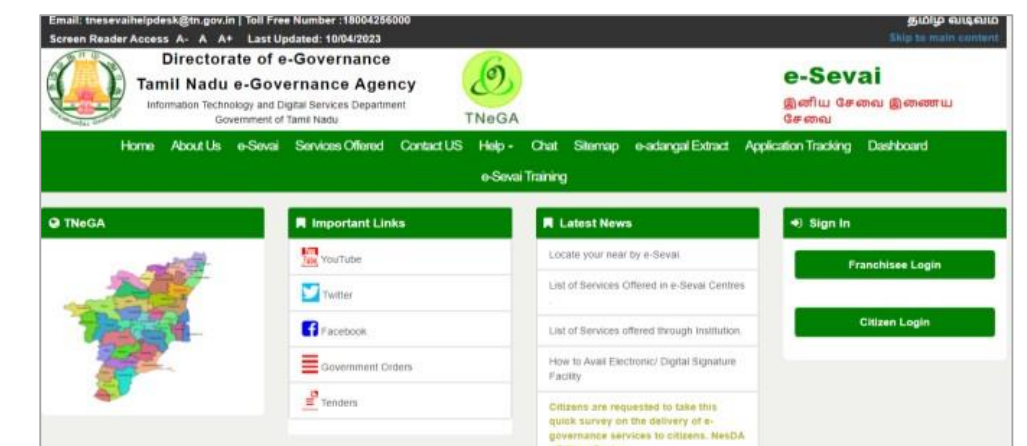 Email: tnesevaihelpdesk@tn.gov.in | Toll Free Number :18004256000
தமிழ் வடிவம்
Screen Reader Access A- A A+ Last Updated: 10/04/2023
Skip to main content
Directorate of e-Governance
Tamil Nadu e-Governance Agency
Information Technology and Digital Services Department
Government of Tamil Nadu
TNeGA
e-Sevai
இனிய சேவை இணைய
சேவை
Home About Us e-Sevai Services Offered Contact US Help - Chat Sitemap e-adangal Extract Application Tracking Dashboard
e-Sevai Training
TNeGA
Important Links
YouTube
Twitter
Facebook
Government Orders
Tenders
Latest News
Locate your near by e-Sevai.
List of Services Offered in e-Sevai Centres
.
List of Services offered through Institution.
How to Avail Electronic/ Digital Signature
Facility
Citizens are requested to take this
quick survey on the delivery of e-
governance services to citizens. NesDA
Sign In
Franchisee Login
Citizen Login